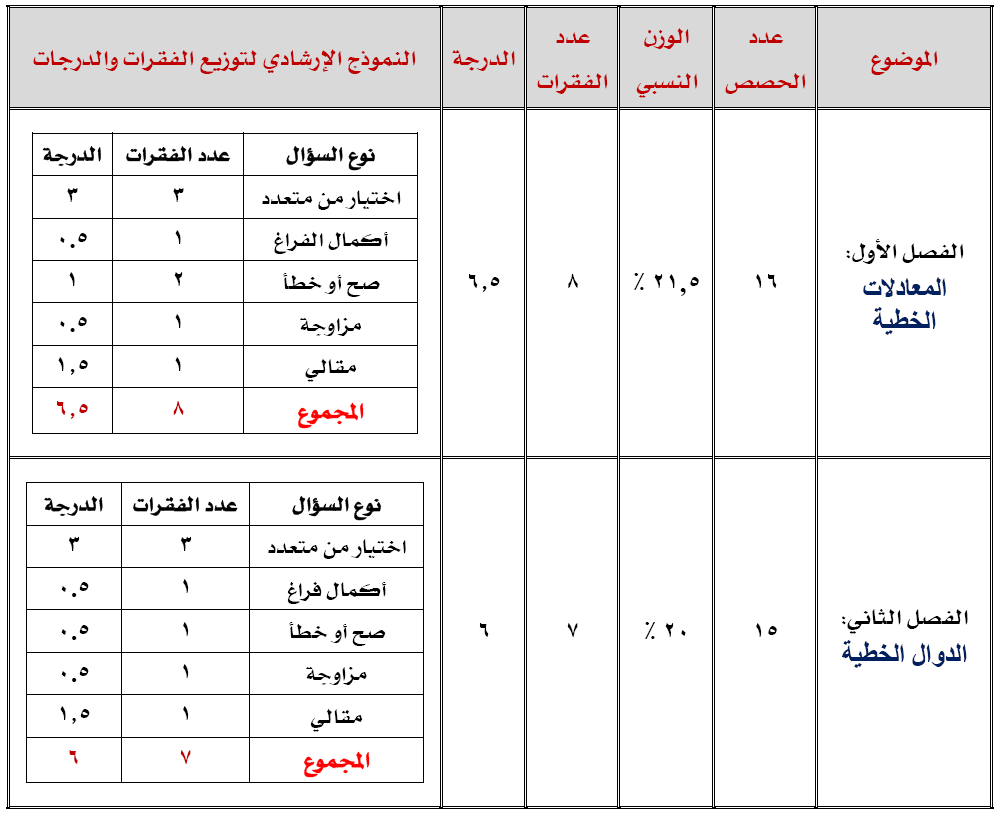 الموضوع
عدد الحصص
الوزن النسبي
عدد الفقرات
الدرجة
النموذج الإرشادي لتوزيع الفقرات والدرجات
الفصل الأول:
المعادلات
الخطية
١٦
٢١,٥ ٪
٨
٦,٥
نوع السؤال عدد الفقرات الدرجة
اختيار من متعدد ٣ ٣
أكمال الفراغ ١ ٠.٥
صح أو خطأ ٢ ١
مزاوجة ١ ٠.٥
مقالي ١ ١,٥
المجموع ٨ ٦,٥
الفصل الثاني:
الدوال الخطية
١٥
٢٠ ٪
٧
٦
نوع السؤال عدد الفقرات الدرجة
اختيار من متعدد ٣ ٣
أكمال فراغ ١ ٠.٥
صح أو خطأ ١ ٠.٥
مزاوجة ١ ٠.٥
مقالي ١ ١,٥
المجموع ٧ ٦